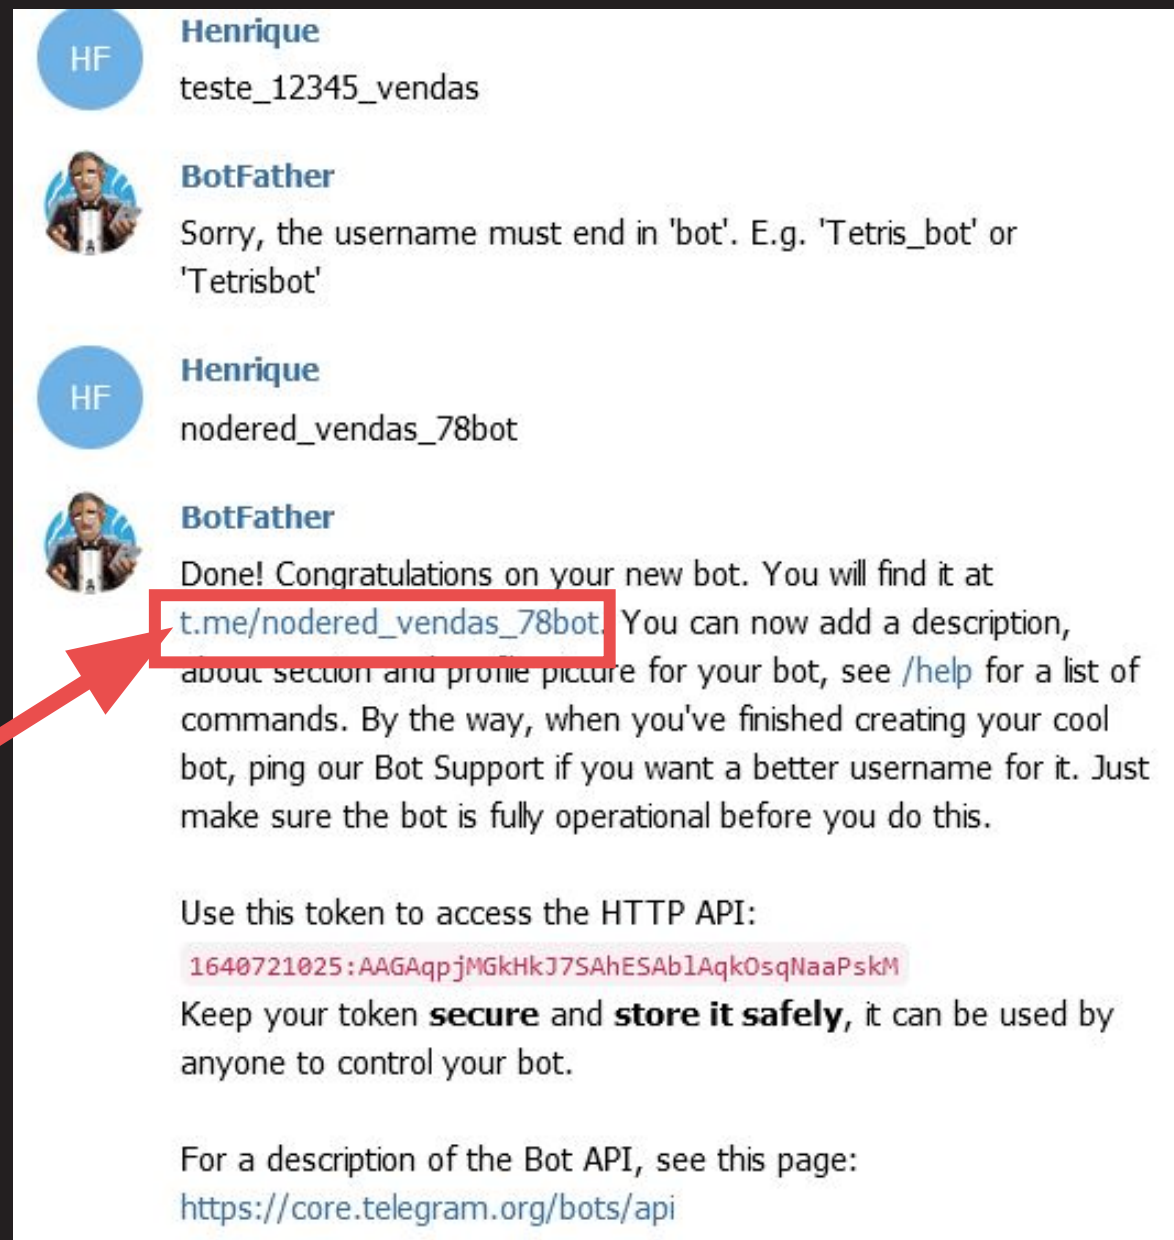 HF
Henrique
teste_12345_vendas
BotFather
Sorry, the username must end in 'bot'. E.g. 'Tetris_bot' or
'Tetrisbot'
HF
Henrique
nodered_vendas_78bot
BotFather
Done! Congratulations on your new bot. You will find it at
t.me/nodered_vendas_78bot. You can now add a description,
about section and profile picture for your bot, see /help for a list of
commands. By the way, when you've finished creating your cool
bot, ping our Bot Support if you want a better username for it. Just
make sure the bot is fully operational before you do this.
Use this token to access the HTTP API:
1640721025:AAGAqpjMGkHkJ7SAhESAblAqkOsqNaaPskM
Keep your token secure and store it safely, it can be used by
anyone to control your bot.
For a description of the Bot API, see this page:
https://core.telegram.org/bots/api